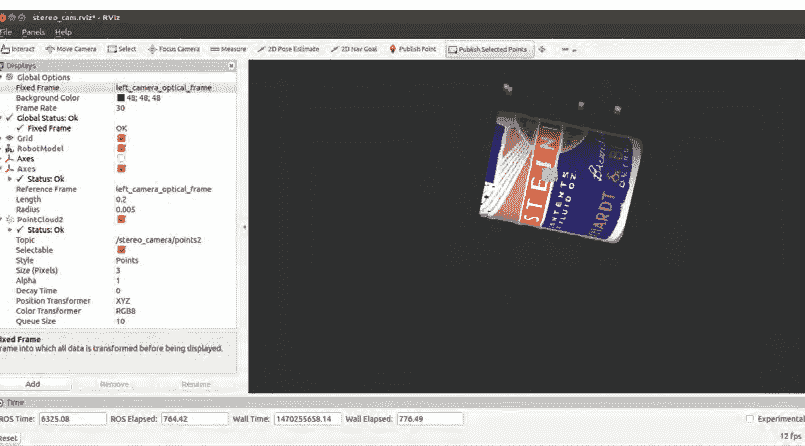 stereo_cam.rviz* - RViz
File Panels Help
Interact Move Camera Select Focus Camera Measure 2D Pose Estimate 2D Nav Goal Publish Point Publish Selected Points
Displays
Global Options
Fixed Frame left_camera_optical_frame
Background Color 48; 48; 48
Frame Rate 30
Global Status: Ok
Fixed Frame OK
Grid
RobotModel
Axes
Axes
Status: Ok
Reference Frame left_camera_optical_frame
Length 0.2
Radius 0.005
PointCloud2
Status: Ok
Topic /stereo_camera/points2
Selectable
Style Points
Size (Pixels) 3
Alpha 1
Decay Time 0
Position Transformer XYZ
Color Transformer RGB8
Queue Size 10
Fixed Frame
Frame into which all data is transformed before being displayed.
Add Remove Rename
STEIN
FLUID OZ
HARDT
Time
ROS Time: 6325.08 ROS Elapsed: 764.42 Wall Time: 1470255658.14 Wall Elapsed: 776.49 Experimental
Reset 12 fps